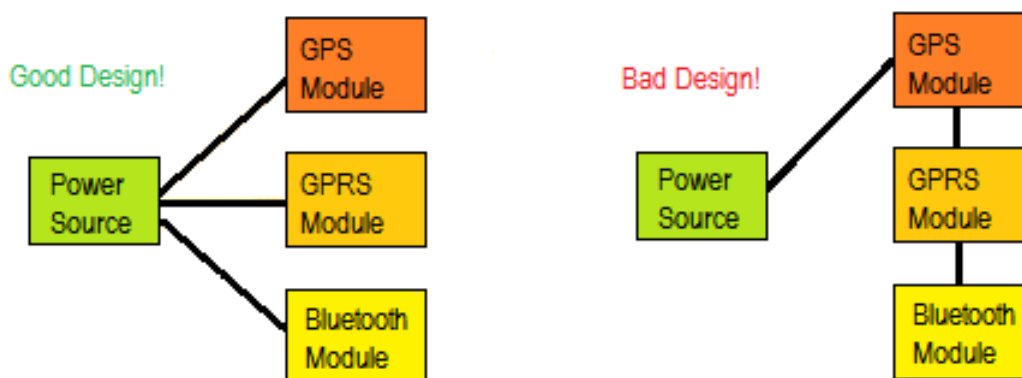 Good Design!
GPS
Module
Power
Source
GPRS
Module
Bluetooth
Module
Bad Design!
GPS
Module
Power
Source
GPRS
Module
Bluetooth
Module